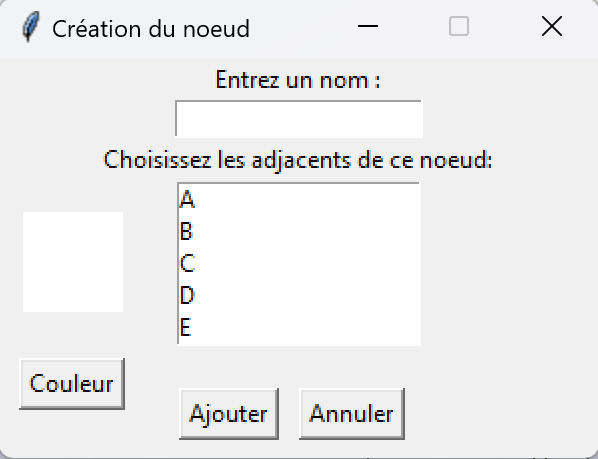 Création du noeud
Entrez un nom :
Choisissez les adjacents de ce noeud:
A
B
C
D
E
Couleur
Ajouter
Annuler